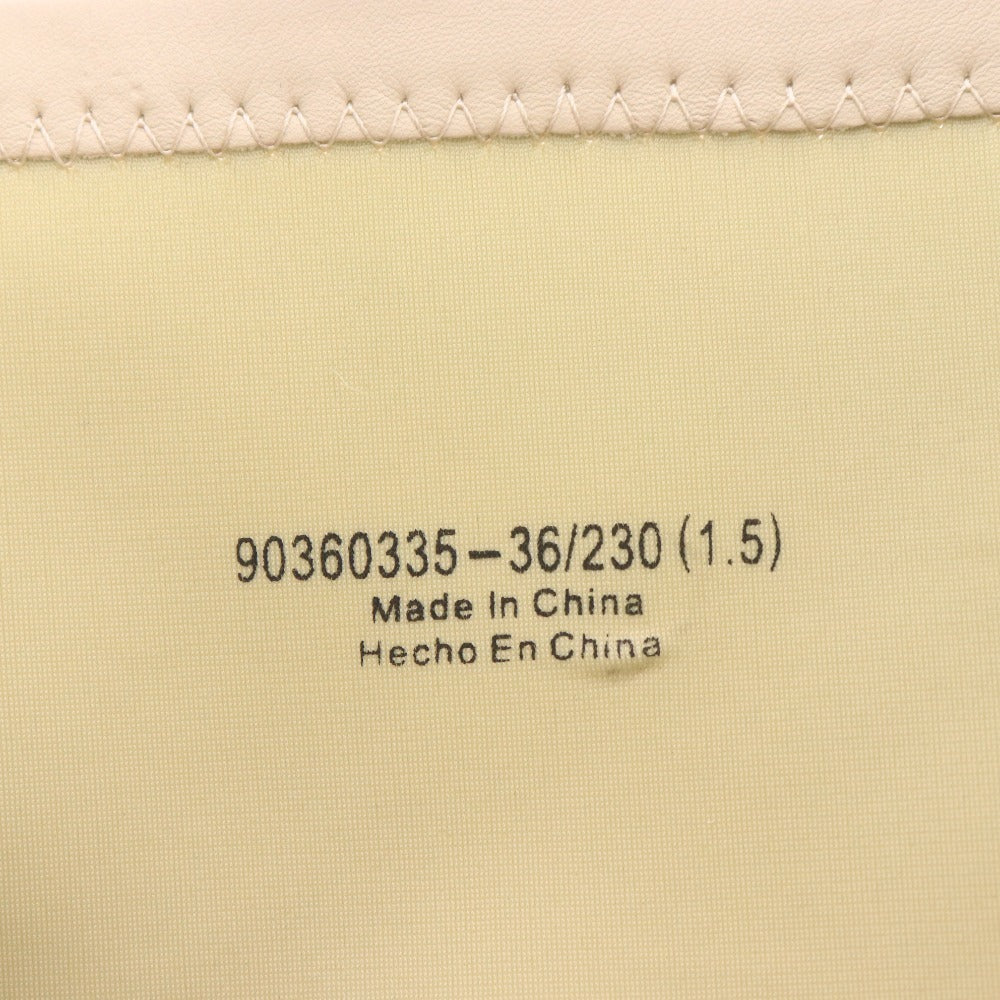 90360335-36/230 (1.5)
Made In China
Hecho En China